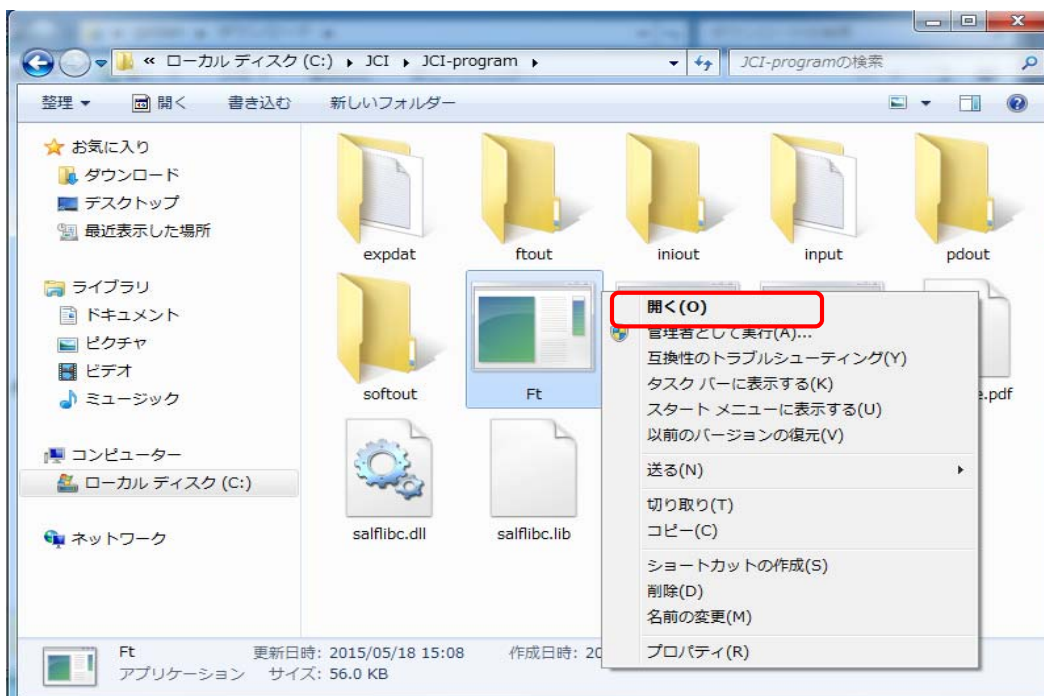 « ローカル ディスク (C:) ▸ JCI ▸ JCI-program ▸
JCI-programの検索
整理 ▼ 開く 書き込む 新しいフォルダー
お気に入り
ダウンロード
デスクトップ
最近表示した場所
ライブラリ
ドキュメント
ピクチャ
ビデオ
ミュージック
コンピューター
ローカル ディスク (C:)
ネットワーク
expdat
ftout
iniout
input
pdout
softout
Ft
.pdf
salflibc.dll
salflibc.lib
開く(O)
管理者として実行(A)...
互換性のトラブルシューティング(Y)
タスク バーに表示する(K)
スタート メニューに表示する(U)
以前のバージョンの復元(V)
送る(N)
切り取り(T)
コピー(C)
ショートカットの作成(S)
削除(D)
名前の変更(M)
プロパティ(R)
Ft 更新日時: 2015/05/18 15:08 作成日時: 20
アプリケーション サイズ: 56.0 KB